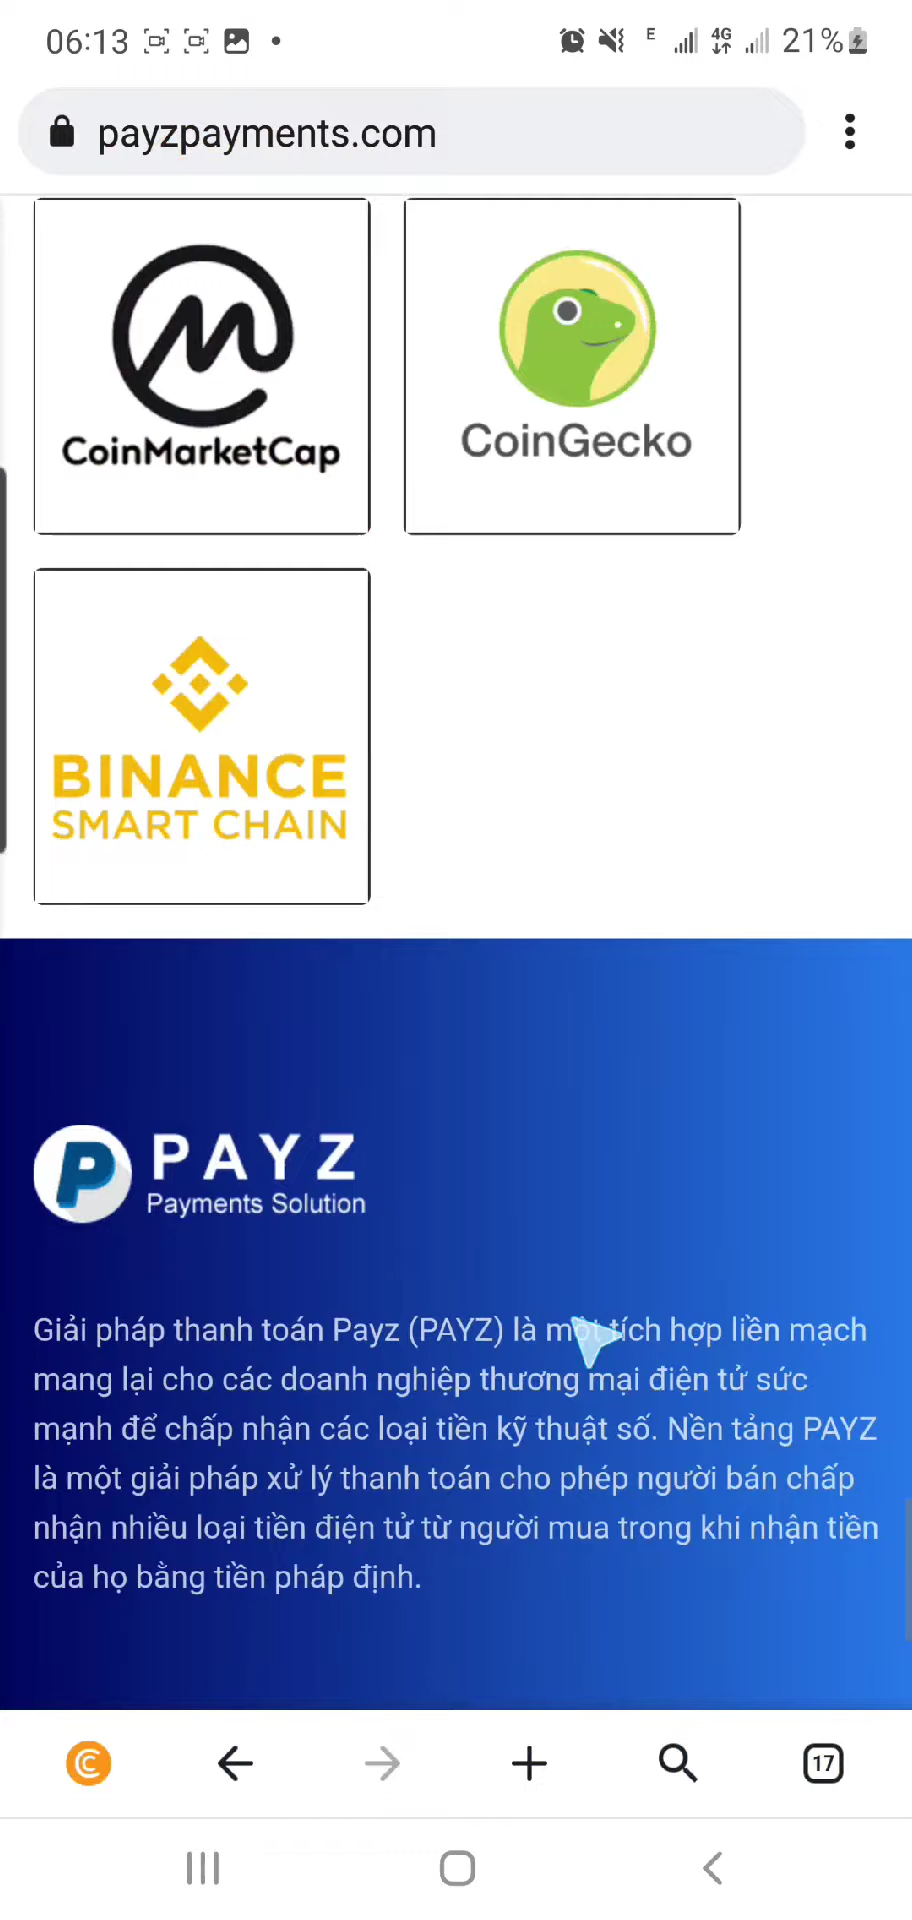 06:13
E
4G
21%
payzpayments.com
CoinMarketCap
CoinGecko
BINANCE
SMART CHAIN
P
PAYZ
Payments Solution
Giải pháp thanh toán Payz (PAYZ) là một tích hợp liền mạch
mang lại cho các doanh nghiệp thương mại điện tử sức
mạnh để chấp nhận các loại tiền kỹ thuật số. Nền tảng PAYZ
là một giải pháp xử lý thanh toán cho phép người bán chấp
nhận nhiều loại tiền điện tử từ người mua trong khi nhận tiền
của họ bằng tiền pháp định.
17